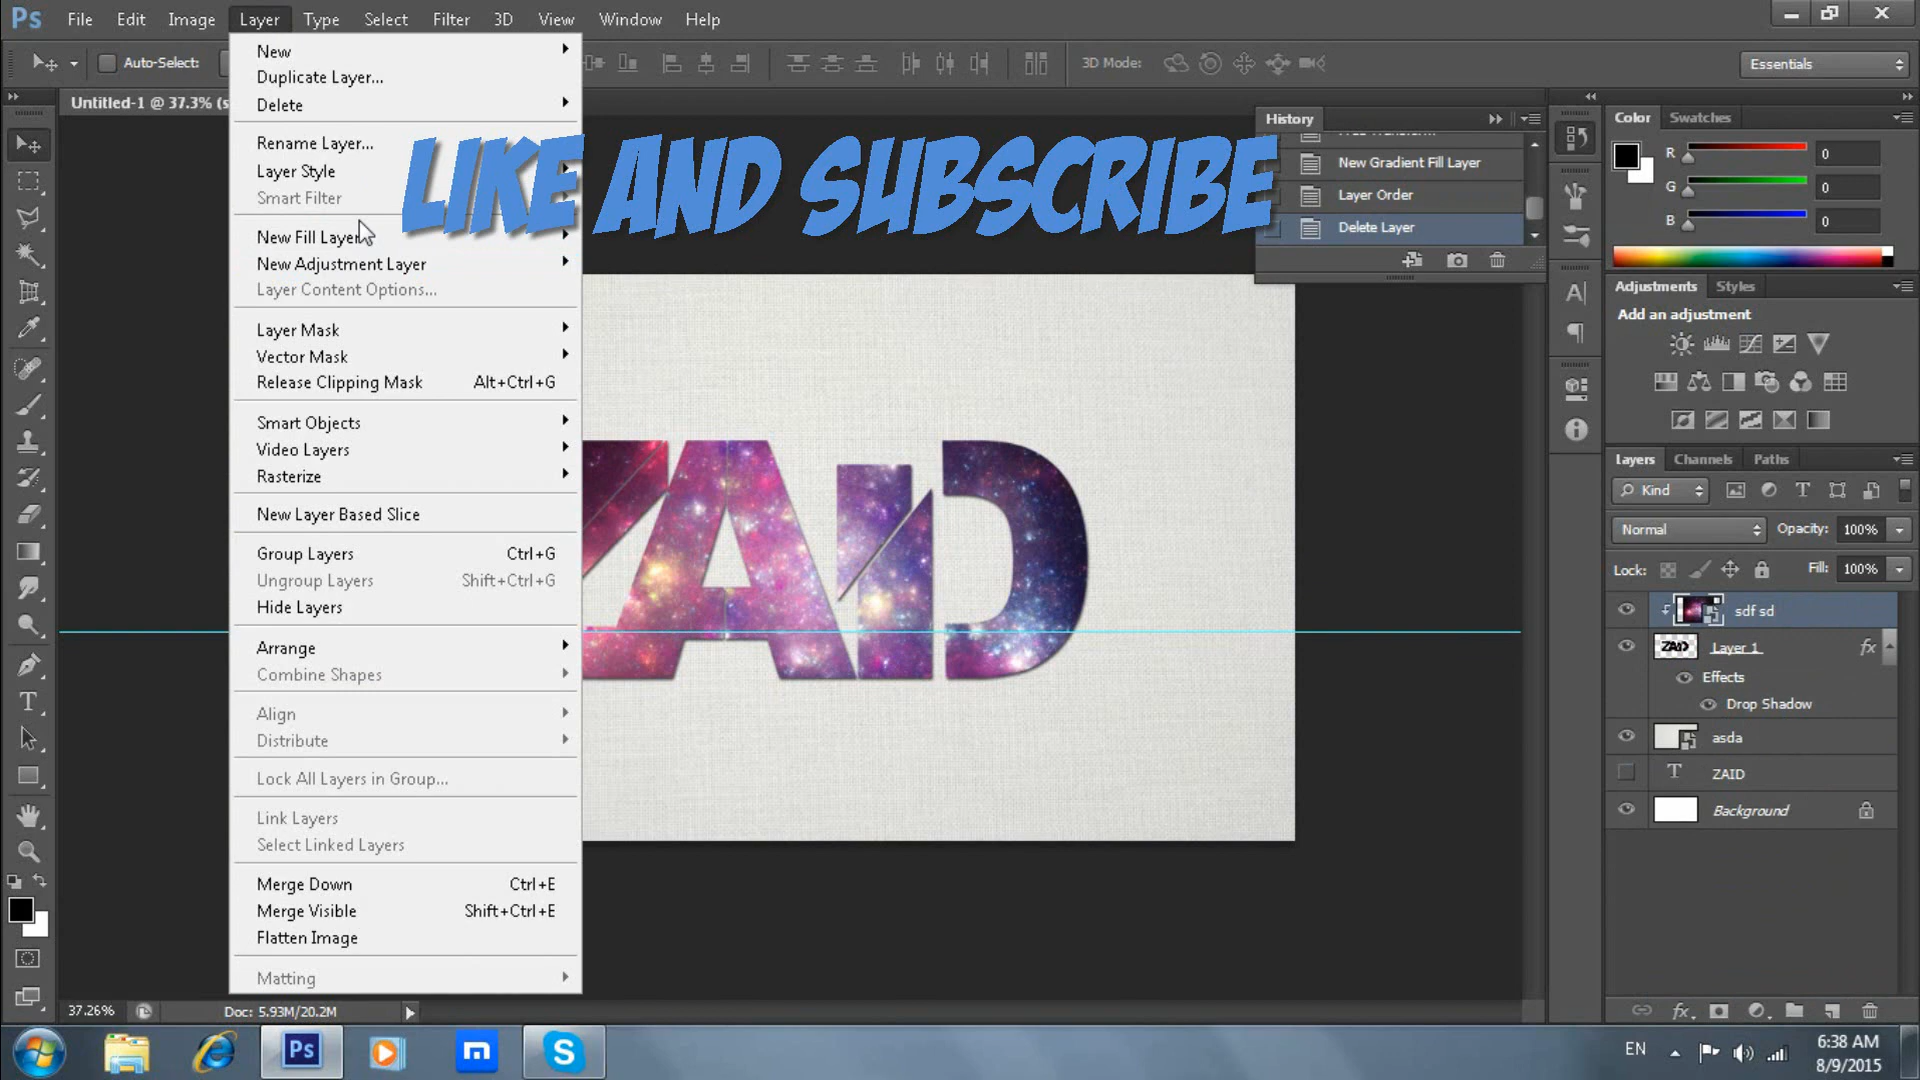 Ps File Edit Image Layer Type Select Filter 3D View Window Help
Auto-Select: 3D Mode: Essentials
Untitled-1 @ 37.3% (s
New
Duplicate Layer...
Delete
Rename Layer...
Layer Style
Smart Filter
New Fill Layer
New Adjustment Layer
Layer Content Options...
Layer Mask
Vector Mask
Release Clipping Mask Alt+Ctrl+G
Smart Objects
Video Layers
Rasterize
New Layer Based Slice
Group Layers Ctrl+G
Ungroup Layers Shift+Ctrl+G
Hide Layers
Arrange
Combine Shapes
Align
Distribute
Lock All Layers in Group...
Link Layers
Select Linked Layers
Merge Down Ctrl+E
Merge Visible Shift+Ctrl+E
Flatten Image
Matting
LIKE AND SUBSCRIBE
ZAID
History
New Gradient Fill Layer
Layer Order
Delete Layer
Color Swatches
R 0
G 0
B 0
Adjustments Styles
Add an adjustment
Layers Channels Paths
Kind
Normal Opacity: 100%
Lock: Fill: 100%
sdf sd
ZAID Layer 1 fx
Effects
Drop Shadow
asda
T ZAID
Background
37.26% Doc: 5.93M/20.2M
EN 6:38 AM
8/9/2015